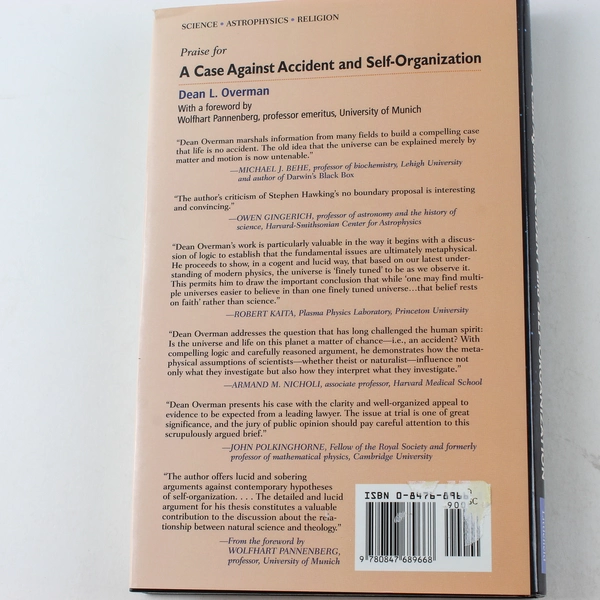 SCIENCE • ASTROPHYSICS • RELIGION
Praise for
A Case Against Accident and Self-Organization
Dean L. Overman
With a foreword by
Wolfhart Pannenberg, professor emeritus, University of Munich
"Dean Overman marshals information from many fields to build a compelling case
that life is no accident. The old idea that the universe can be explained merely by
matter and motion is now untenable."
—MICHAEL J. BEHE, professor of biochemistry, Lehigh University
and author of Darwin's Black Box
"The author's criticism of Stephen Hawking's no boundary proposal is interesting
and convincing."
—OWEN GINGERICH, professor of astronomy and the history of
science, Harvard-Smithsonian Center for Astrophysics
"Dean Overman's work is particularly valuable in the way it begins with a discus-
sion of logic to establish that the fundamental issues are ultimately metaphysical.
He proceeds to show, in a cogent and lucid way, that based on our latest under-
standing of modern physics, the universe is 'finely tuned' to be as we observe it.
This permits him to draw the important conclusion that while 'one may find multi-
ple universes easier to believe in than one finely tuned universe...that belief rests
on faith' rather than science."
—ROBERT KAITA, Plasma Physics Laboratory, Princeton University
"Dean Overman addresses the question that has long challenged the human spirit:
Is the universe and life on this planet a matter of chance—i.e., an accident? With
compelling logic and carefully reasoned argument, he demonstrates how the meta-
physical assumptions of scientists—whether theist or naturalist—influence not
only what they investigate but also how they interpret what they investigate."
—ARMAND M. NICHOLI, associate professor, Harvard Medical School
"Dean Overman presents his case with the clarity and well-organized appeal to
evidence to be expected from a leading lawyer. The issue at trial is one of great
significance, and the jury of public opinion should pay careful attention to this
scrupulously argued brief."
—JOHN POLKINGHORNE, Fellow of the Royal Society and formerly
professor of mathematical physics, Cambridge University
"The author offers lucid and sobering
arguments against contemporary hypotheses
of self-organization. . . . The detailed and lucid
argument for his thesis constitutes a valuable
contribution to the discussion about the rela-
tionship between natural science and theology."
—From the foreword by
WOLFHART PANNENBERG,
professor, University of Munich
ISBN 0-8476-896
9 780847 689668